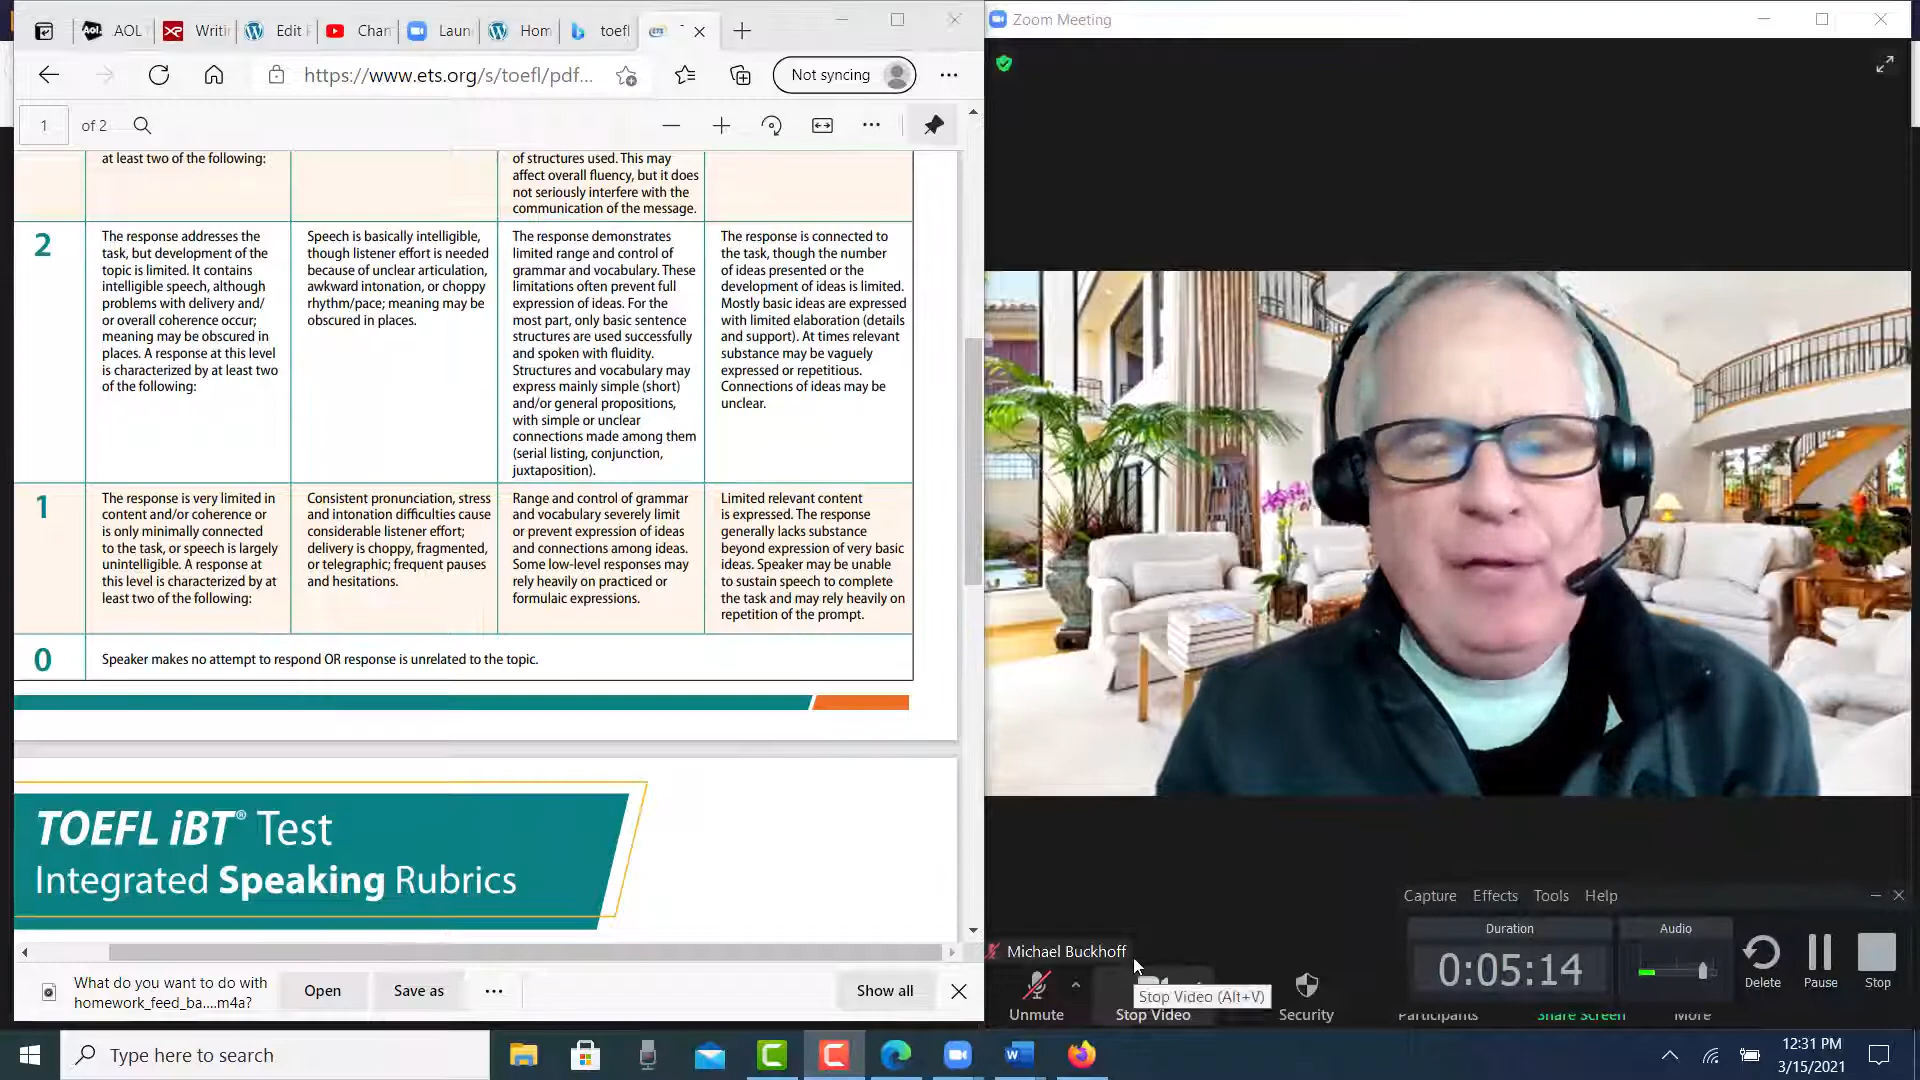 AOL
Writi
Edit
Chan
Laun
Hom
toefl
ETS
https://www.ets.org/s/toefl/pdf...
Not syncing
1
of 2
at least two of the following:
of structures used. This may
affect overall fluency, but it does
not seriously interfere with the
communication of the message.
2
The response addresses the
task, but development of the
topic is limited. It contains
intelligible speech, although
problems with delivery and/
or overall coherence occur;
meaning may be obscured in
places. A response at this level
is characterized by at least two
of the following:
Speech is basically intelligible,
though listener effort is needed
because of unclear articulation,
awkward intonation, or choppy
rhythm/pace; meaning may be
obscured in places.
The response demonstrates
limited range and control of
grammar and vocabulary. These
limitations often prevent full
expression of ideas. For the
most part, only basic sentence
structures are used successfully
and spoken with fluidity.
Structures and vocabulary may
express mainly simple (short)
and/or general propositions,
with simple or unclear
connections made among them
(serial listing, conjunction,
juxtaposition).
The response is connected to
the task, though the number
of ideas presented or the
development of ideas is limited.
Mostly basic ideas are expressed
with limited elaboration (details
and support). At times relevant
substance may be vaguely
expressed or repetitious.
Connections of ideas may be
unclear.
1
The response is very limited in
content and/or coherence or
is only minimally connected
to the task, or speech is largely
unintelligible. A response at
this level is characterized by at
least two of the following:
Consistent pronunciation, stress
and intonation difficulties cause
considerable listener effort;
delivery is choppy, fragmented,
or telegraphic; frequent pauses
and hesitations.
Range and control of grammar
and vocabulary severely limit
or prevent expression of ideas
and connections among ideas.
Some low-level responses may
rely heavily on practiced or
formulaic expressions.
Limited relevant content
is expressed. The response
generally lacks substance
beyond expression of very basic
ideas. Speaker may be unable
to sustain speech to complete
the task and may rely heavily on
repetition of the prompt.
0
Speaker makes no attempt to respond OR response is unrelated to the topic.
TOEFL iBT® Test
Integrated Speaking Rubrics
What do you want to do with
homework_feed_ba....m4a?
Open
Save as
Show all
Zoom Meeting
Michael Buckhoff
Unmute
Stop Video (Alt+V)
Stop Video
Security
Participants
Share Screen
More
Capture
Effects
Tools
Help
Duration
0:05:14
Audio
Delete
Pause
Stop
Type here to search
12:31 PM
3/15/2021